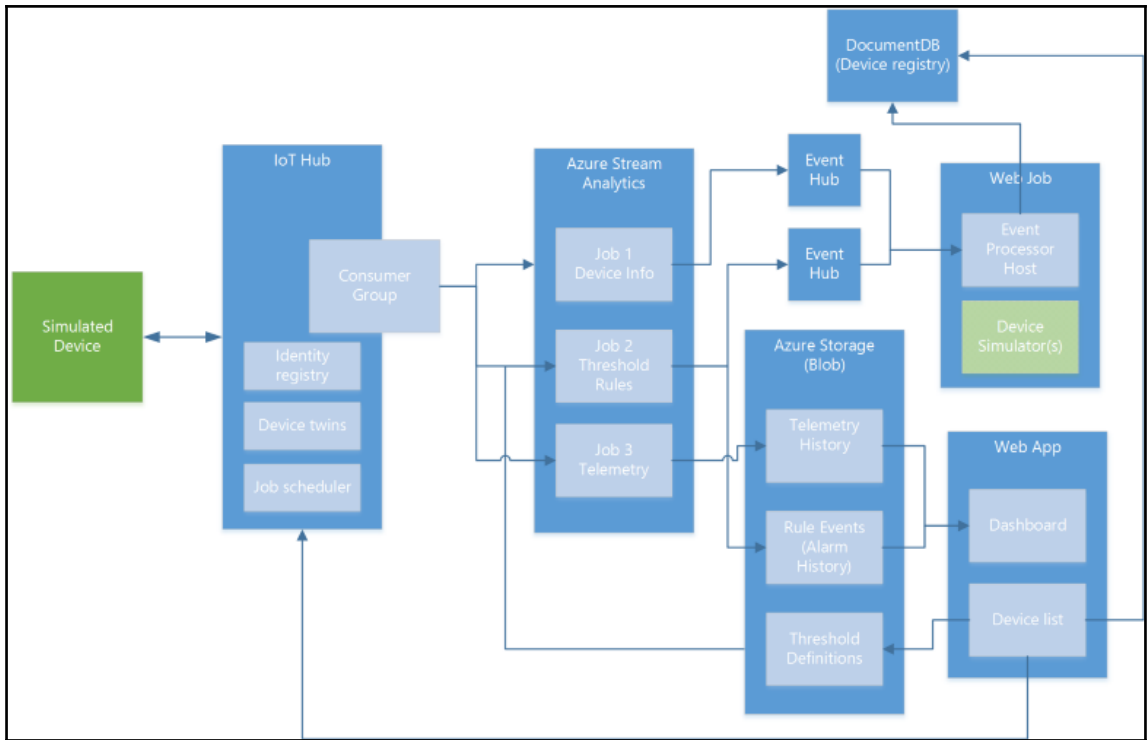 DocumentDB
(Device registry)
IoT Hub
Azure Stream
Analytics
Event
Hub
Web Job
Consumer
Group
Job 1
Device Info
Event
Hub
Event
Processor
Host
Simulated
Device
Identity
registry
Job 2
Threshold
Rules
Azure Storage
(Blob)
Device
Simulator(s)
Device twins
Telemetry
History
Web App
Job 3
Telemetry
Job scheduler
Rule Events
(Alarm
History)
Dashboard
Threshold
Definitions
Device list